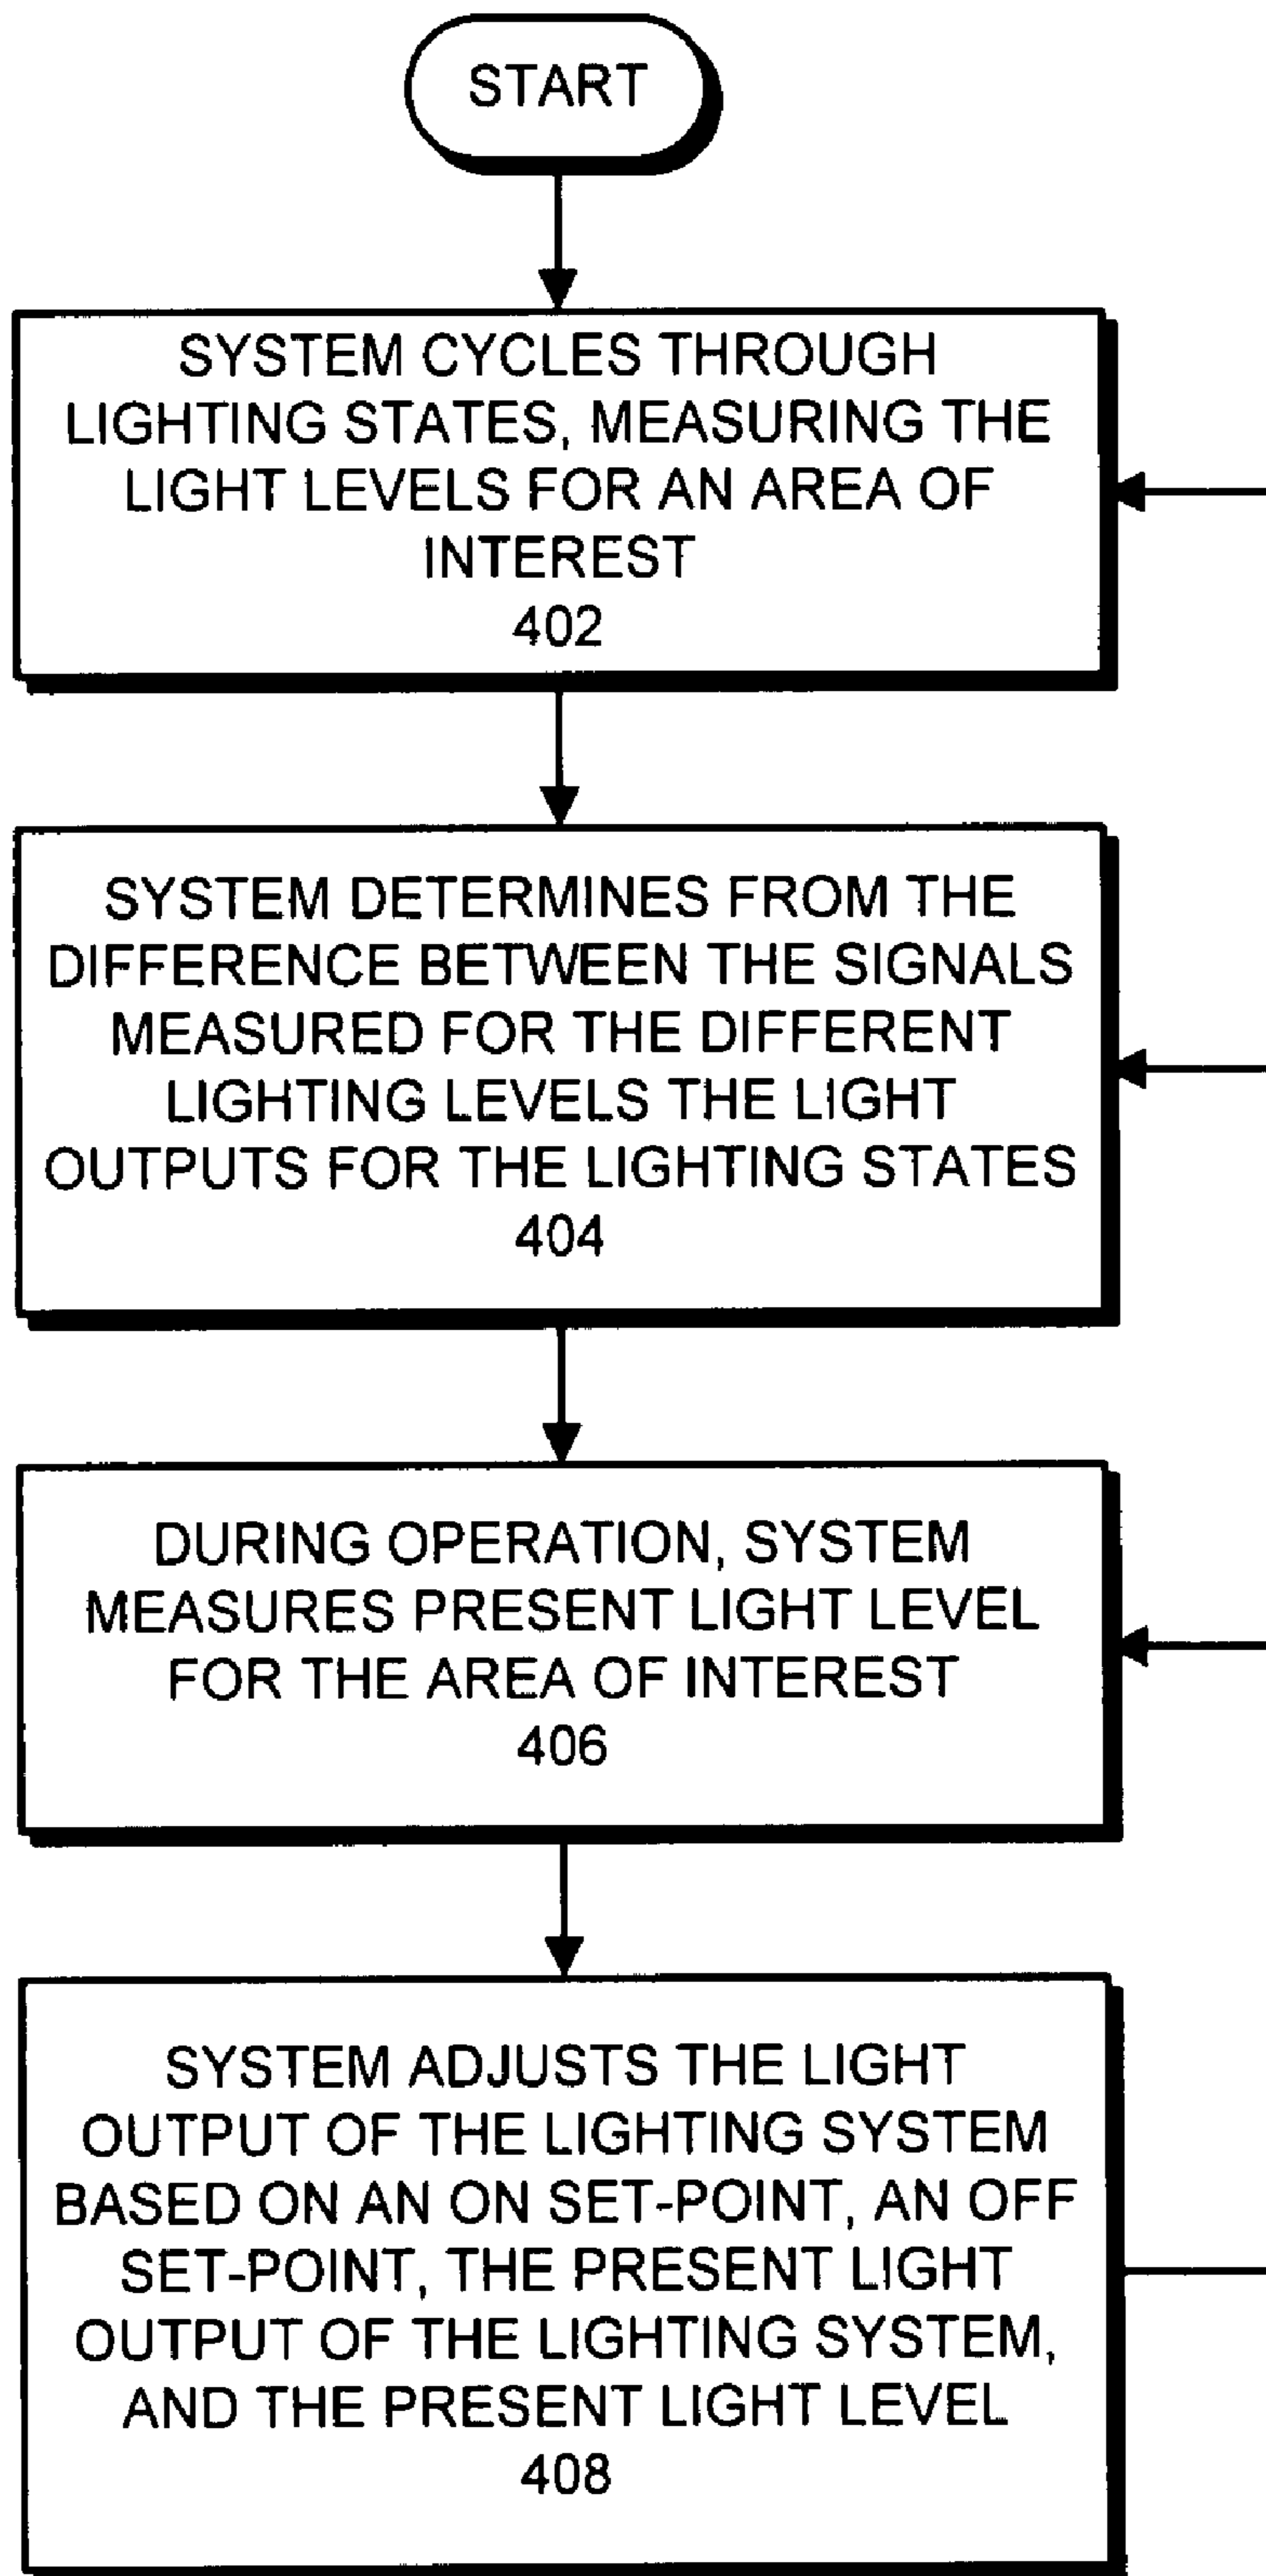 START
SYSTEM CYCLES THROUGH
LIGHTING STATES, MEASURING THE
LIGHT LEVELS FOR AN AREA OF
INTEREST
402
SYSTEM DETERMINES FROM THE
DIFFERENCE BETWEEN THE SIGNALS
MEASURED FOR THE DIFFERENT
LIGHTING LEVELS THE LIGHT
OUTPUTS FOR THE LIGHTING STATES
404
DURING OPERATION, SYSTEM
MEASURES PRESENT LIGHT LEVEL
FOR THE AREA OF INTEREST
406
SYSTEM ADJUSTS THE LIGHT
OUTPUT OF THE LIGHTING SYSTEM
BASED ON AN ON SET-POINT, AN OFF
SET-POINT, THE PRESENT LIGHT
OUTPUT OF THE LIGHTING SYSTEM,
AND THE PRESENT LIGHT LEVEL
408